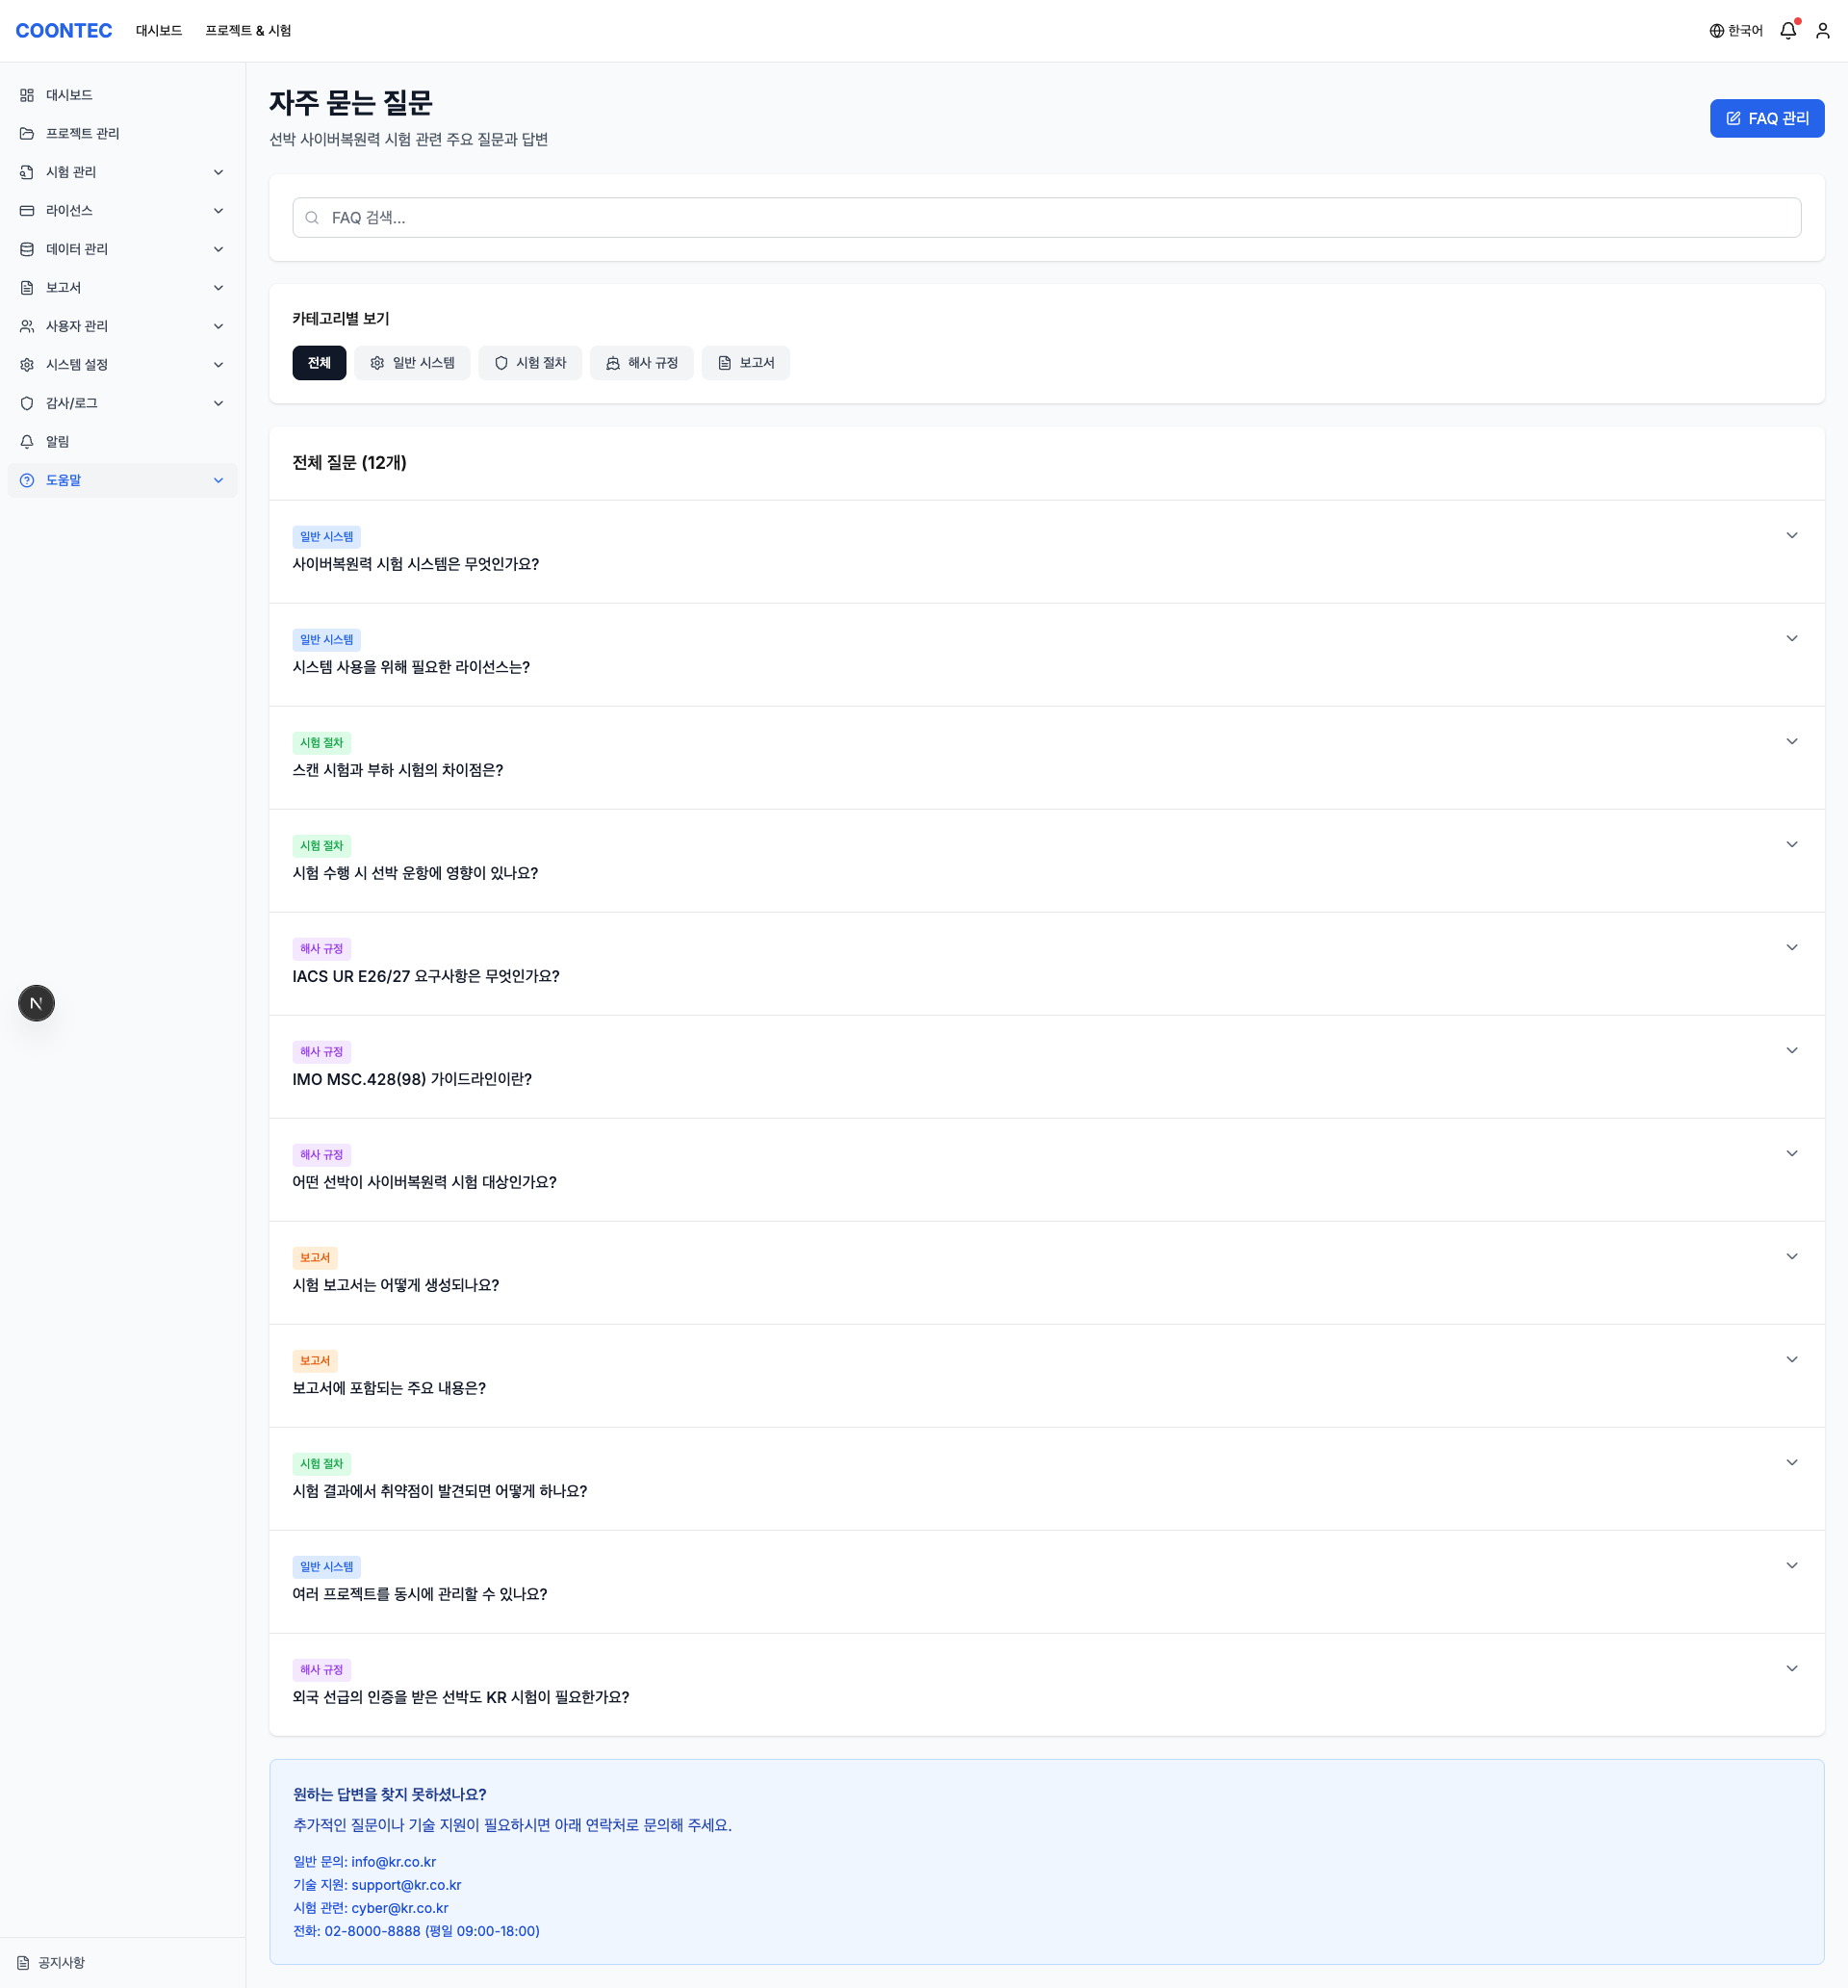 COONTEC
대시보드
프로젝트 & 시험
한국어
대시보드
프로젝트 관리
시험 관리
라이선스
데이터 관리
보고서
사용자 관리
시스템 설정
감사/로그
알림
도움말
N
공지사항
자주 묻는 질문
선박 사이버복원력 시험 관련 주요 질문과 답변
FAQ 관리
FAQ 검색...
카테고리별 보기
전체
일반 시스템
시험 절차
해사 규정
보고서
전체 질문 (12개)
일반 시스템
사이버복원력 시험 시스템은 무엇인가요?
일반 시스템
시스템 사용을 위해 필요한 라이선스는?
시험 절차
스캔 시험과 부하 시험의 차이점은?
시험 절차
시험 수행 시 선박 운항에 영향이 있나요?
해사 규정
IACS UR E26/27 요구사항은 무엇인가요?
해사 규정
IMO MSC.428(98) 가이드라인이란?
해사 규정
어떤 선박이 사이버복원력 시험 대상인가요?
보고서
시험 보고서는 어떻게 생성되나요?
보고서
보고서에 포함되는 주요 내용은?
시험 절차
시험 결과에서 취약점이 발견되면 어떻게 하나요?
일반 시스템
여러 프로젝트를 동시에 관리할 수 있나요?
해사 규정
외국 선급의 인증을 받은 선박도 KR 시험이 필요한가요?
원하는 답변을 찾지 못하셨나요?
추가적인 질문이나 기술 지원이 필요하시면 아래 연락처로 문의해 주세요.
일반 문의: info@kr.co.kr
기술 지원: support@kr.co.kr
시험 관련: cyber@kr.co.kr
전화: 02-8000-8888 (평일 09:00-18:00)